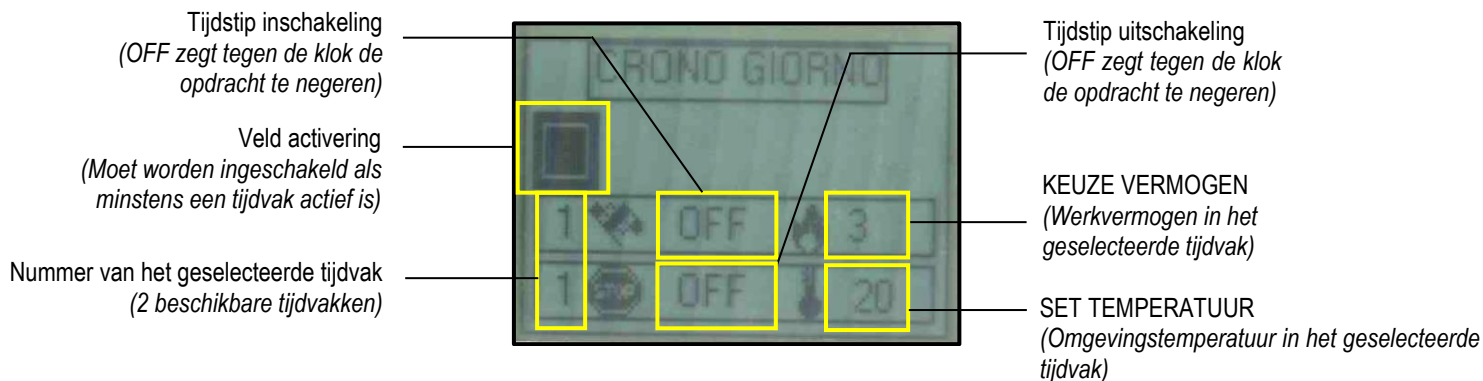 Tijdstip inschakeling
(OFF zegt tegen de klok de
opdracht te negeren)
Veld activering
(Moet worden ingeschakeld als
minstens een tijdvak actief is)
Nummer van het geselecteerde tijdvak
(2 beschikbare tijdvakken)
CRONO GIORNO
1 OFF 3
1 STOP OFF 20
Tijdstip uitschakeling
(OFF zegt tegen de klok
de opdracht te negeren)
KEUZE VERMOGEN
(Werkvermogen in het
geselecteerde tijdvak)
SET TEMPERATUUR
(Omgevingstemperatuur in het geselecteerde
tijdvak)